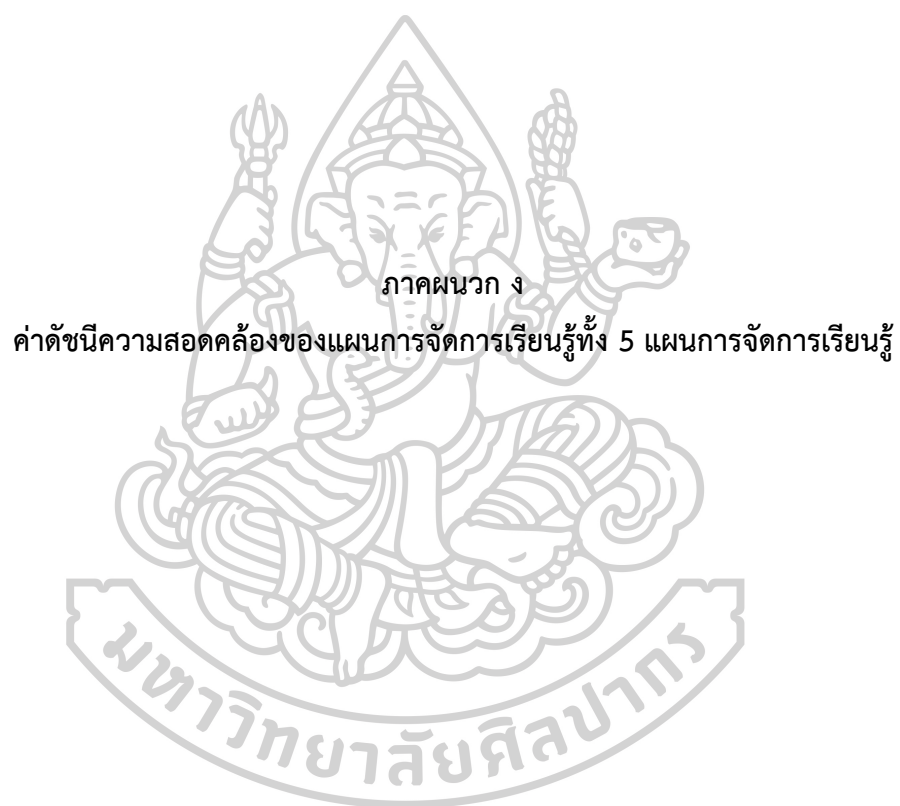 ภาคผนวก ง
ค่าดัชนีความสอดคล้องของแผนการจัดการเรียนรู้ทั้ง 5 แผนการจัดการเรียนรู้
มหาวิทยาลัยศิลปากร